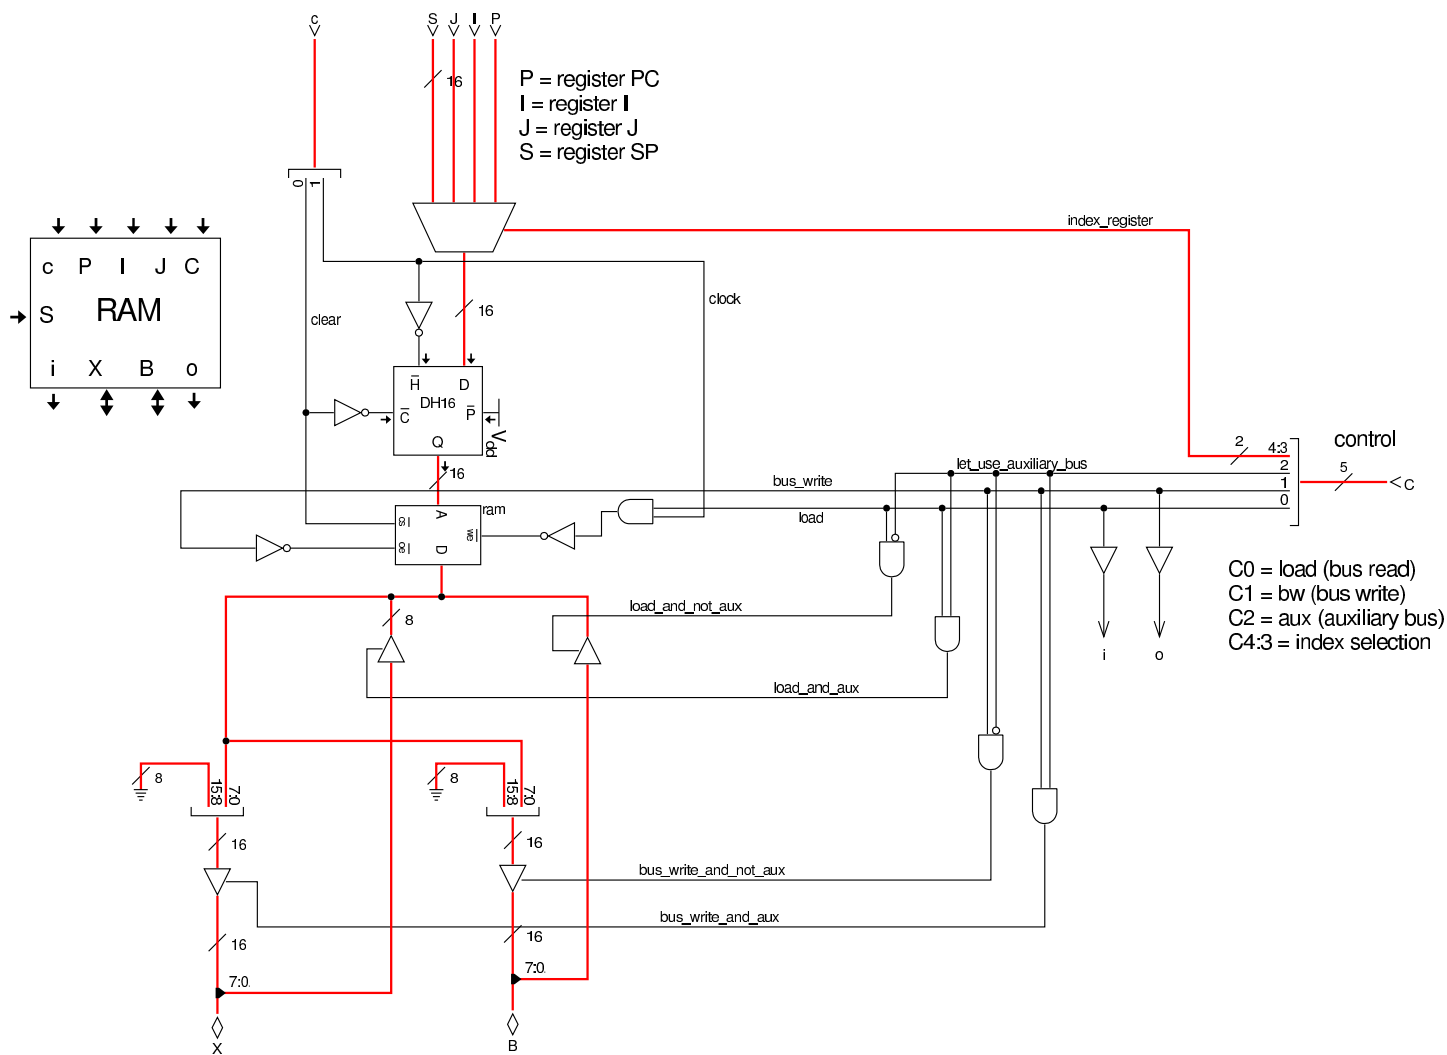 c
S J I P
16
P = register PC
I = register I
J = register J
S = register SP
0 1
index_register
c P I J C
S RAM
i X B o
clear
16
clock
H D
DH16
C P
Q
Vdd
16
A ram
cs
oe D we
bus_write
load
let_use_auxiliary_bus
2
4:3
2
1
0
control
5
C
C0 = load (bus read)
C1 = bw (bus write)
C2 = aux (auxiliary bus)
C4:3 = index selection
i o
8
load_and_not_aux
load_and_aux
8 15:8 7:0
8 15:8 7:0
16
16
bus_write_and_not_aux
bus_write_and_aux
16
16
7:0
7:0
X
B